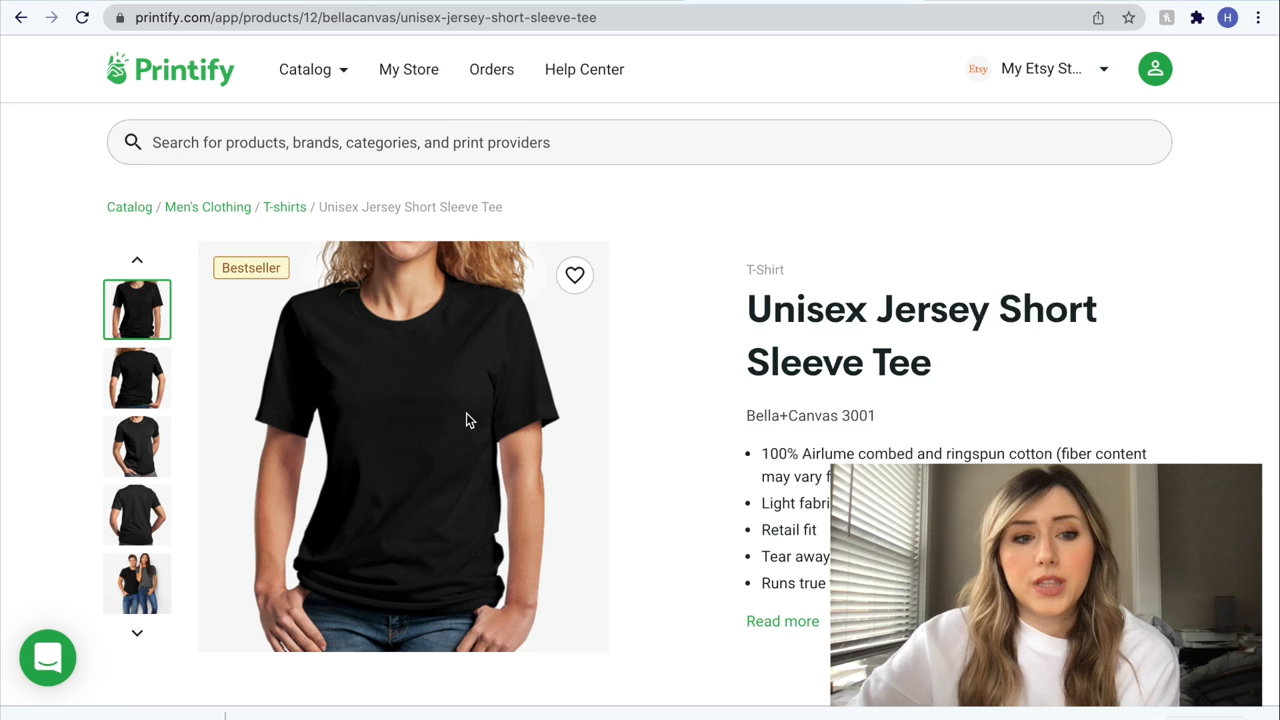 printify.com/app/products/12/bellacanvas/unisex-jersey-short-sleeve-tee
H
Printify
Catalog
My Store
Orders
Help Center
Etsy
My Etsy St...
Search for products, brands, categories, and print providers
Catalog / Men's Clothing / T-shirts / Unisex Jersey Short Sleeve Tee
Bestseller
T-Shirt
Unisex Jersey Short
Sleeve Tee
Bella+Canvas 3001
100% Airlume combed and ringspun cotton (fiber content
may vary f
Light fabri
Retail fit
Tear away
Runs true
Read more